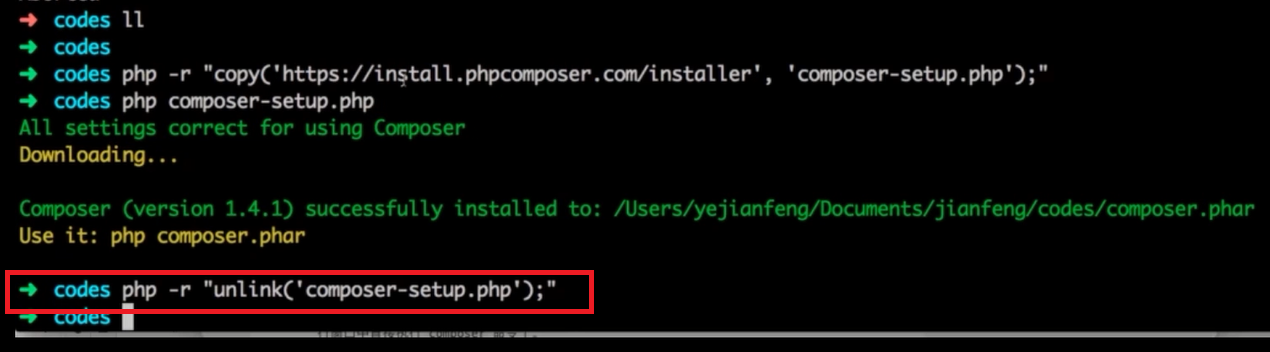 ➜ codes ll
➜ codes
➜ codes php -r "copy('https://install.phpcomposer.com/installer', 'composer-setup.php');"
➜ codes php composer-setup.php
All settings correct for using Composer
Downloading...
Composer (version 1.4.1) successfully installed to: /Users/yejianfeng/Documents/jianfeng/codes/composer.phar
Use it: php composer.phar
➜ codes php -r "unlink('composer-setup.php');"
➜ codes